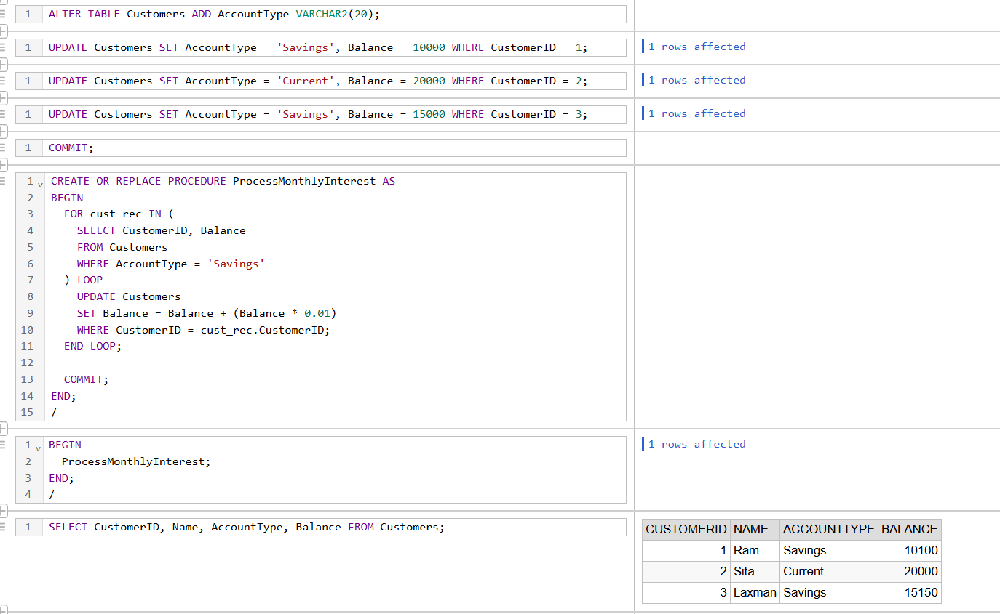 1 ALTER TABLE Customers ADD AccountType VARCHAR2(20);
1 UPDATE Customers SET AccountType = 'Savings', Balance = 10000 WHERE CustomerID = 1;
1 rows affected
1 UPDATE Customers SET AccountType = 'Current', Balance = 20000 WHERE CustomerID = 2;
1 rows affected
1 UPDATE Customers SET AccountType = 'Savings', Balance = 15000 WHERE CustomerID = 3;
1 rows affected
1 COMMIT;
1 CREATE OR REPLACE PROCEDURE ProcessMonthlyInterest AS
2 BEGIN
3 FOR cust_rec IN (
4 SELECT CustomerID, Balance
5 FROM Customers
6 WHERE AccountType = 'Savings'
7 ) LOOP
8 UPDATE Customers
9 SET Balance = Balance + (Balance * 0.01)
10 WHERE CustomerID = cust_rec.CustomerID;
11 END LOOP;
12
13 COMMIT;
14 END;
15 /
1 BEGIN
2 ProcessMonthlyInterest;
3 END;
4 /
1 rows affected
1 SELECT CustomerID, Name, AccountType, Balance FROM Customers;
CUSTOMERID NAME ACCOUNTTYPE BALANCE
1 Ram Savings 10100
2 Sita Current 20000
3 Laxman Savings 15150